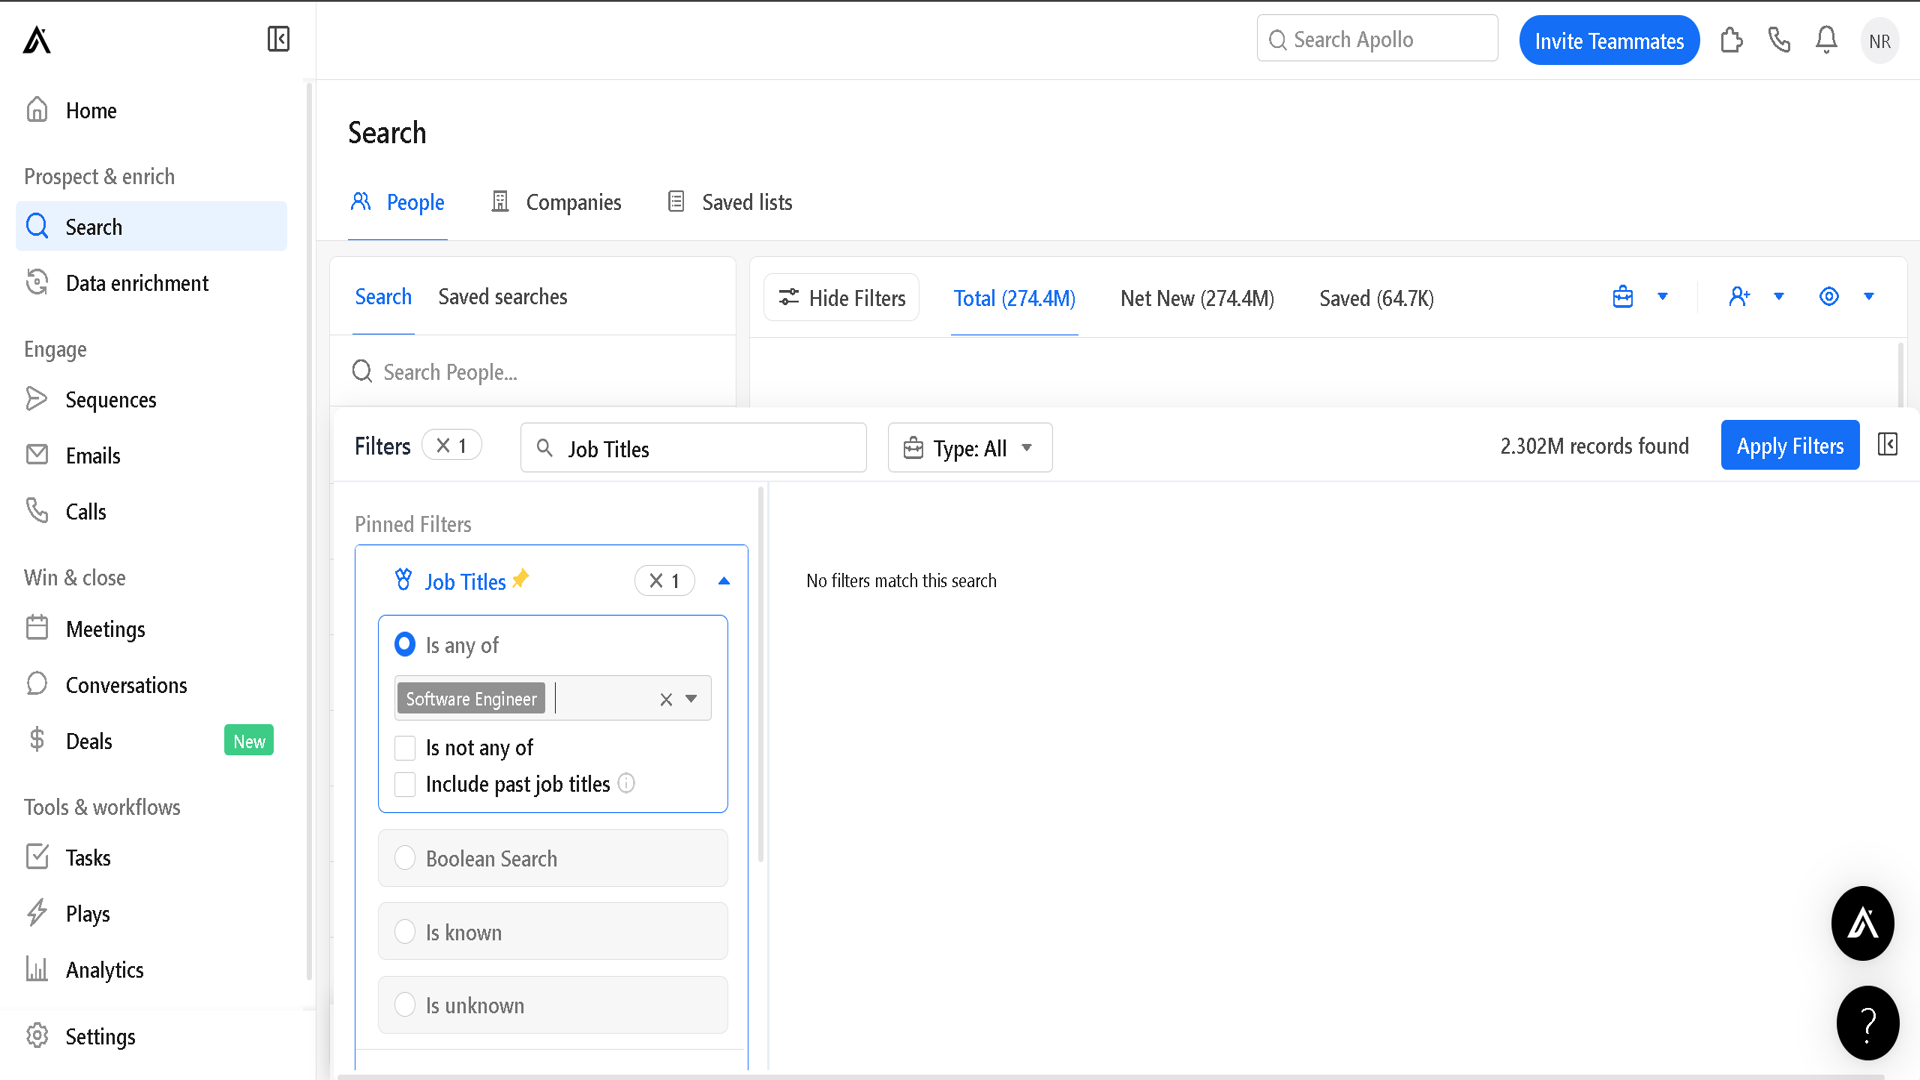 Search Apollo
Invite Teammates
NR
Home
Prospect & enrich
Search
Data enrichment
Engage
Sequences
Emails
Calls
Win & close
Meetings
Conversations
Deals
New
Tools & workflows
Tasks
Plays
Analytics
Settings
Search
People
Companies
Saved lists
Search
Saved searches
Search People...
Hide Filters
Total (274.4M)
Net New (274.4M)
Saved (64.7K)
Filters
1
Job Titles
Type: All
2.302M records found
Apply Filters
Pinned Filters
Job Titles
1
Is any of
Software Engineer
Is not any of
Include past job titles
Boolean Search
Is known
Is unknown
No filters match this search
?